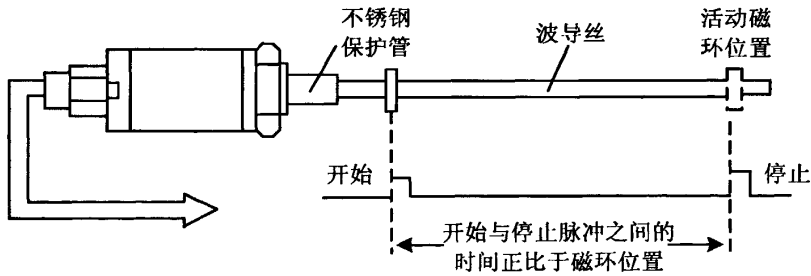 不锈钢
保护管
波导丝
活动磁
环位置
开始
停止
开始与停止脉冲之间的
时间正比于磁环位置